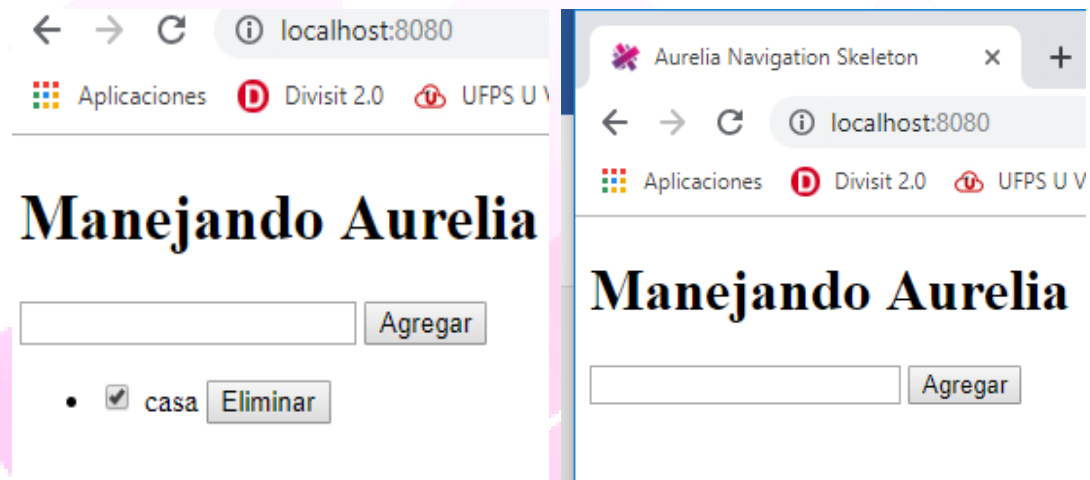 localhost:8080
Aplicaciones Divisit 2.0 UFPS U V
Manejando Aurelia
Agregar
casa Eliminar
Aurelia Navigation Skeleton
localhost:8080
Aplicaciones Divisit 2.0 UFPS U V
Manejando Aurelia
Agregar